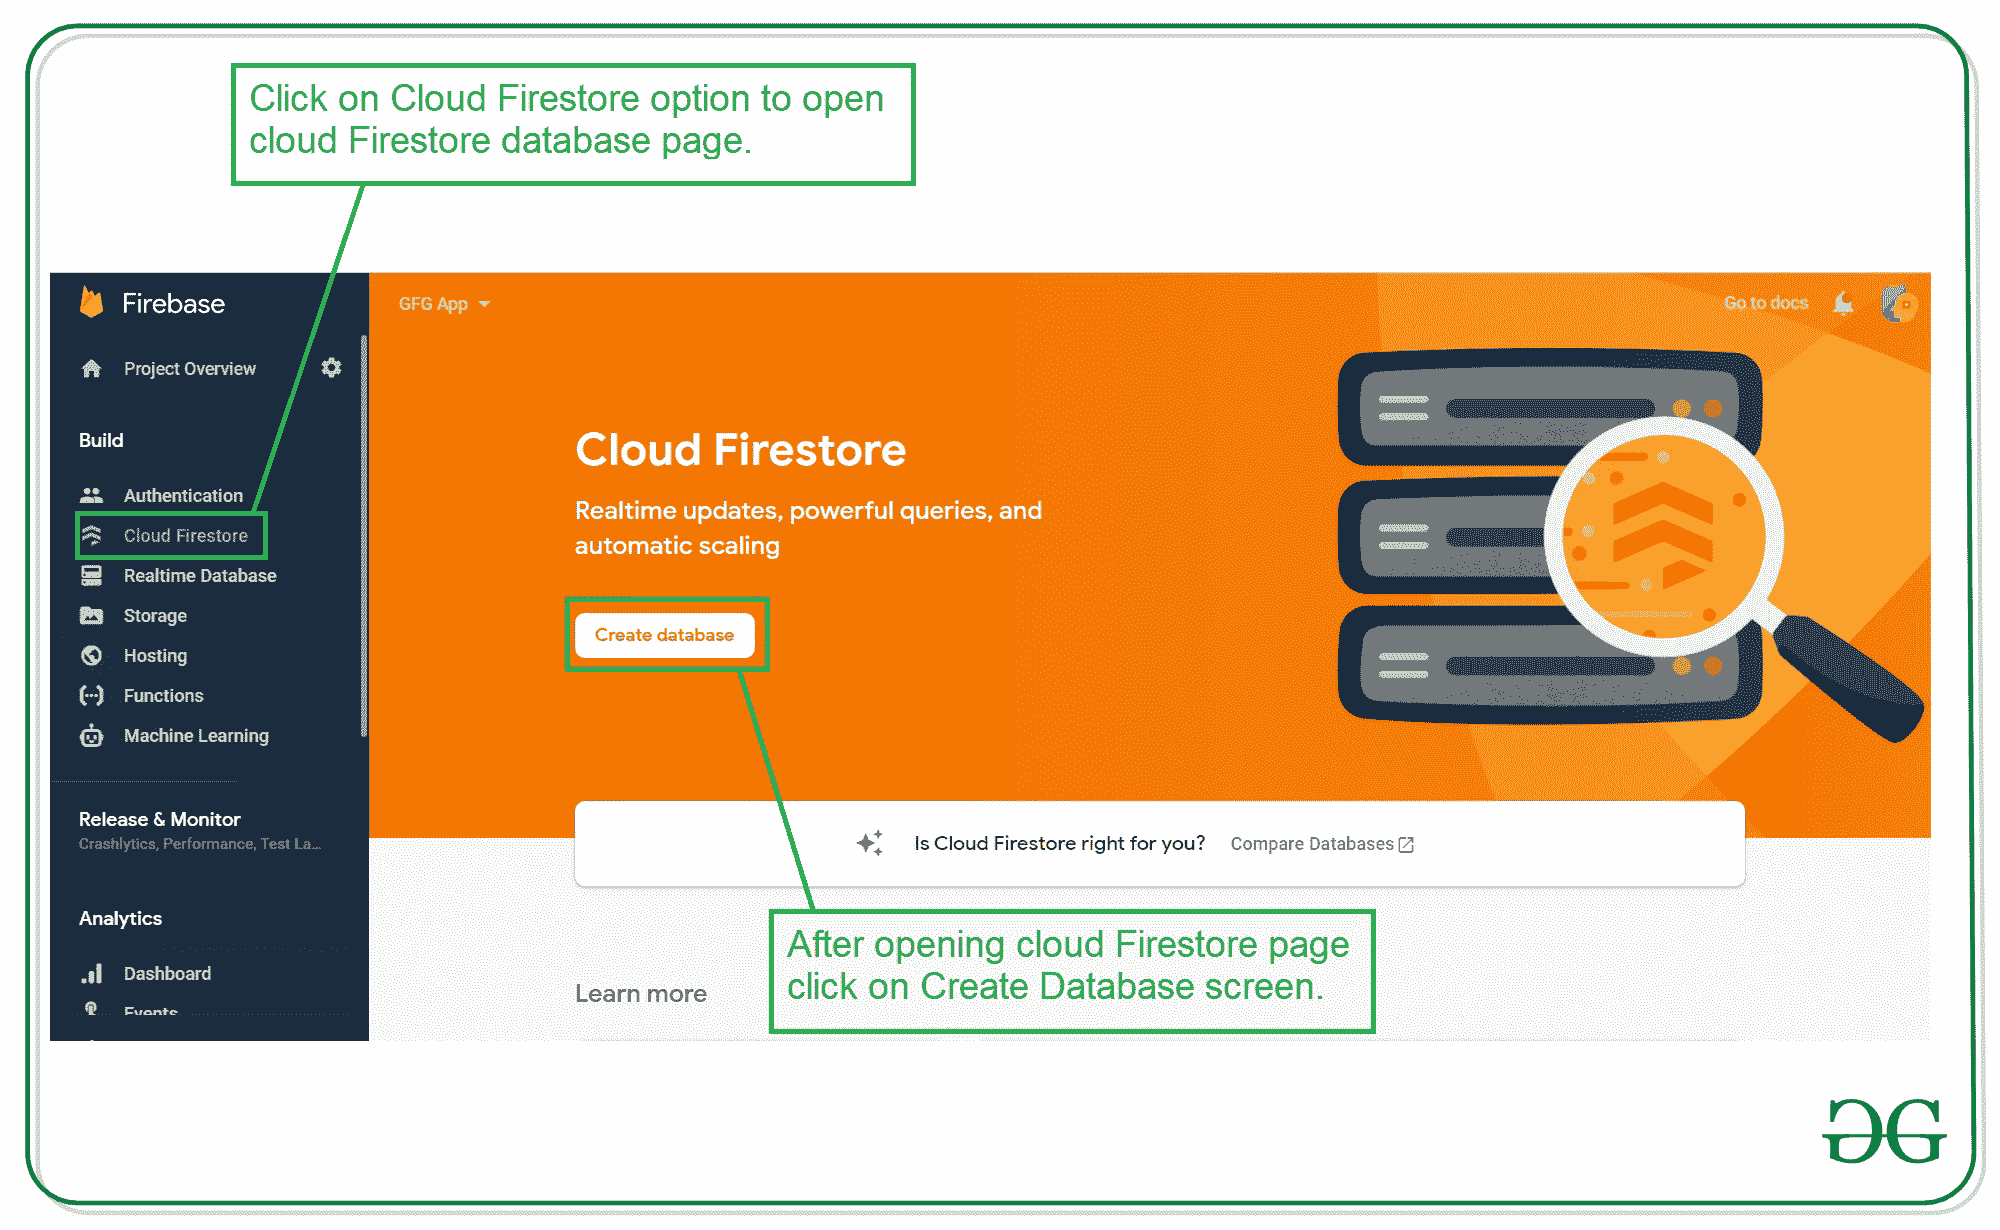 Click on Cloud Firestore option to open
cloud Firestore database page.
Firebase
GFG App
Go to docs
Project Overview
Build
Authentication
Cloud Firestore
Realtime Database
Storage
Hosting
Functions
Machine Learning
Release & Monitor
Crashlytics, Performance, Test La...
Analytics
Dashboard
Events
Cloud Firestore
Realtime updates, powerful queries, and
automatic scaling
Create database
Is Cloud Firestore right for you? Compare Databases
After opening cloud Firestore page
click on Create Database screen.
Learn more